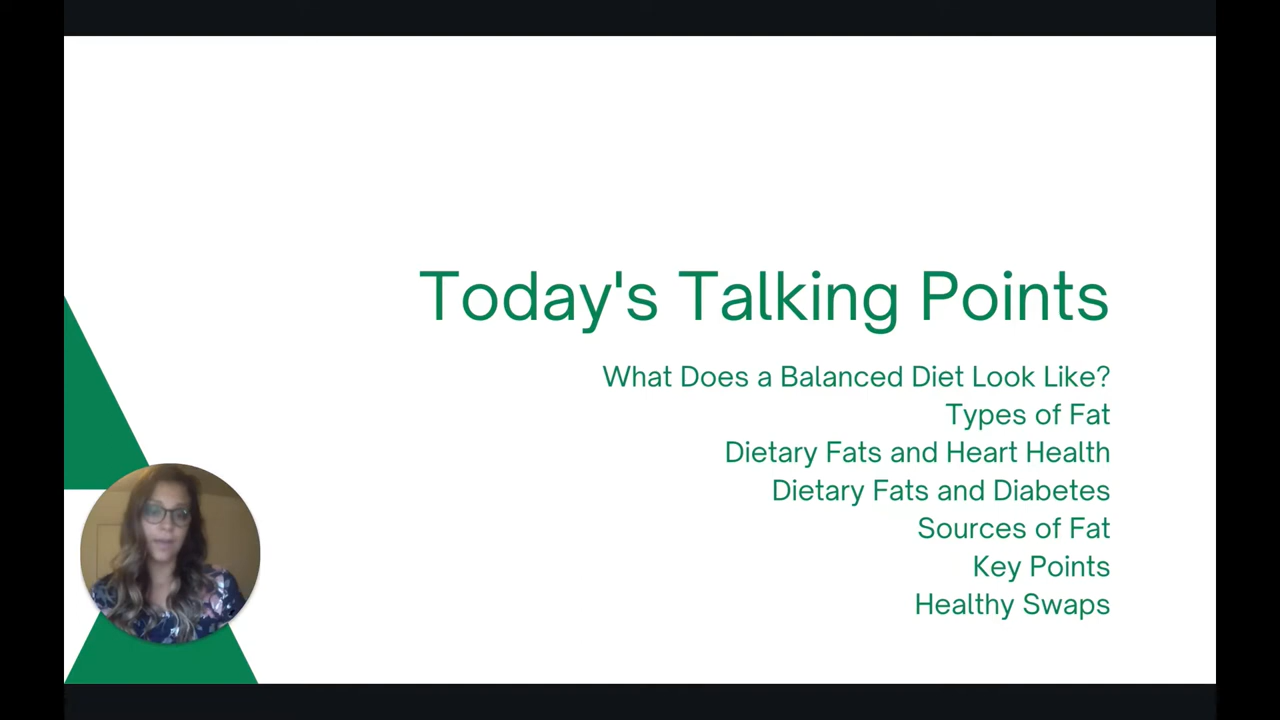 Today's Talking Points
What Does a Balanced Diet Look Like?
Types of Fat
Dietary Fats and Heart Health
Dietary Fats and Diabetes
Sources of Fat
Key Points
Healthy Swaps